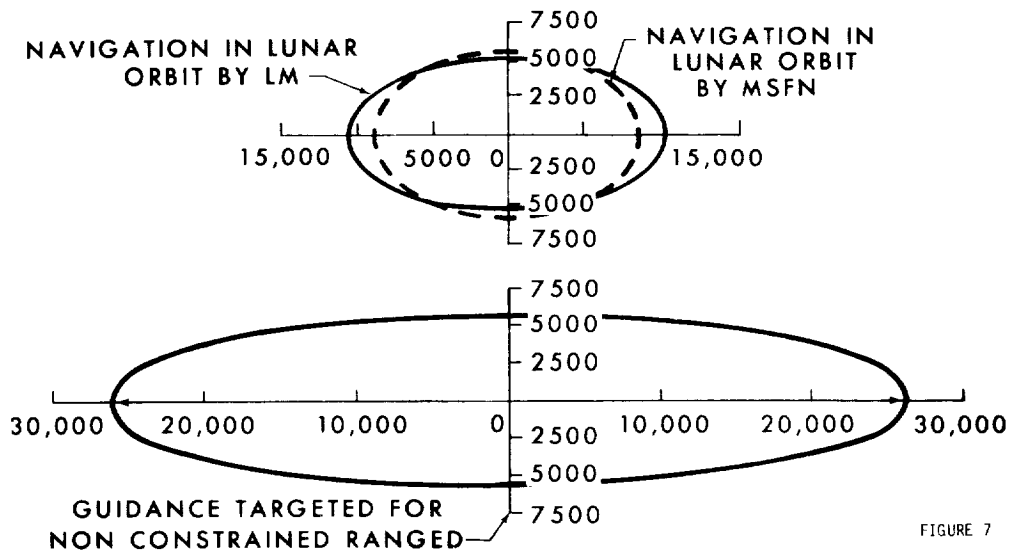 7500
NAVIGATION IN LUNAR
ORBIT BY LM
5000
2500
NAVIGATION IN
LUNAR ORBIT
BY MSFN
15,000 5000 0 15,000
2500
5000
7500
7500
5000
2500
30,000 20,000 10,000 0 10,000 20,000 30,000
2500
5000
7500
GUIDANCE TARGETED FOR
NON CONSTRAINED RANGED
FIGURE 7